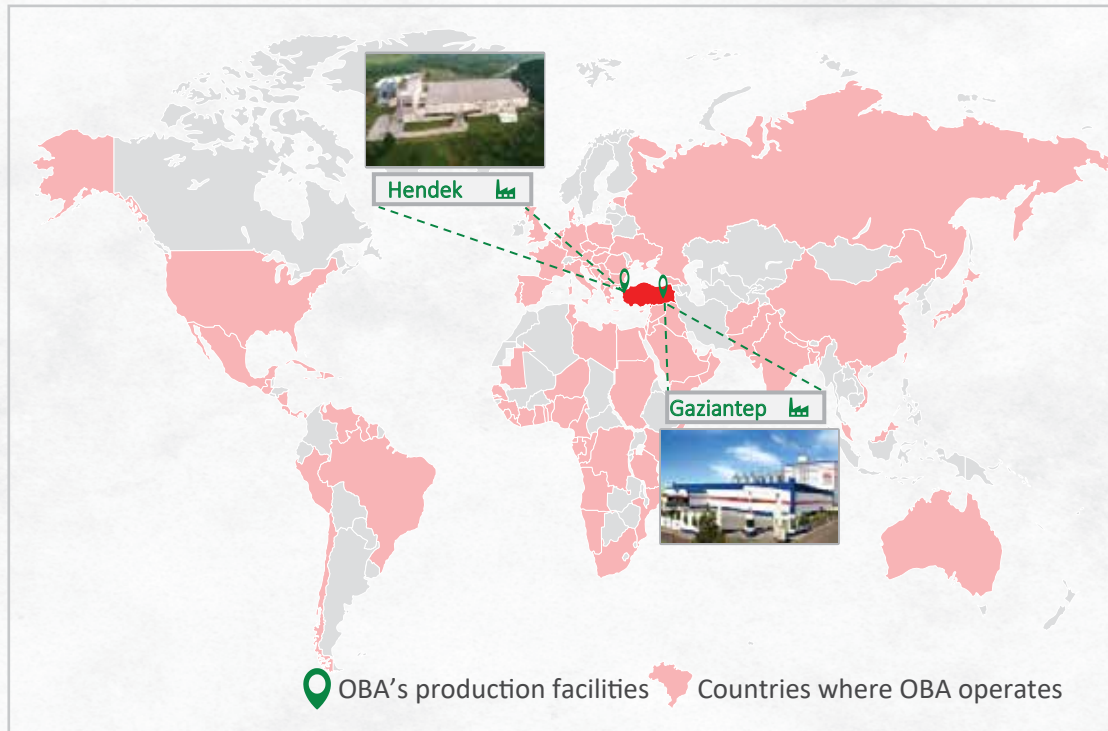 Hendek
Gaziantep
OBA's production facilities
Countries where OBA operates